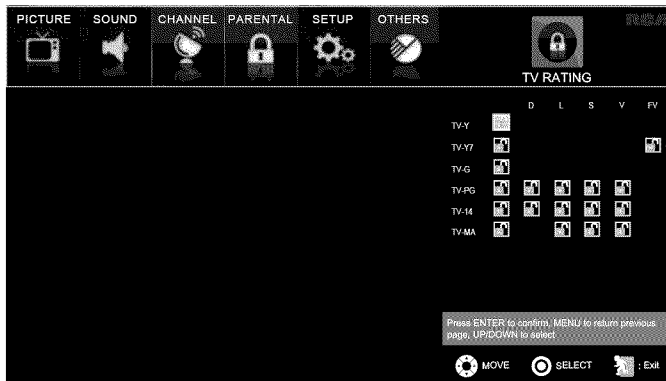 PICTURE SOUND CHANNEL PARENTAL SETUP OTHERS
RCA
TV RATING
D L S V FV
TV-Y
TV-Y7
TV-G
TV-PG
TV-14
TV-MA
Press ENTER to confirm, MENU to return previous
page, UP/DOWN to select
MOVE SELECT : Exit